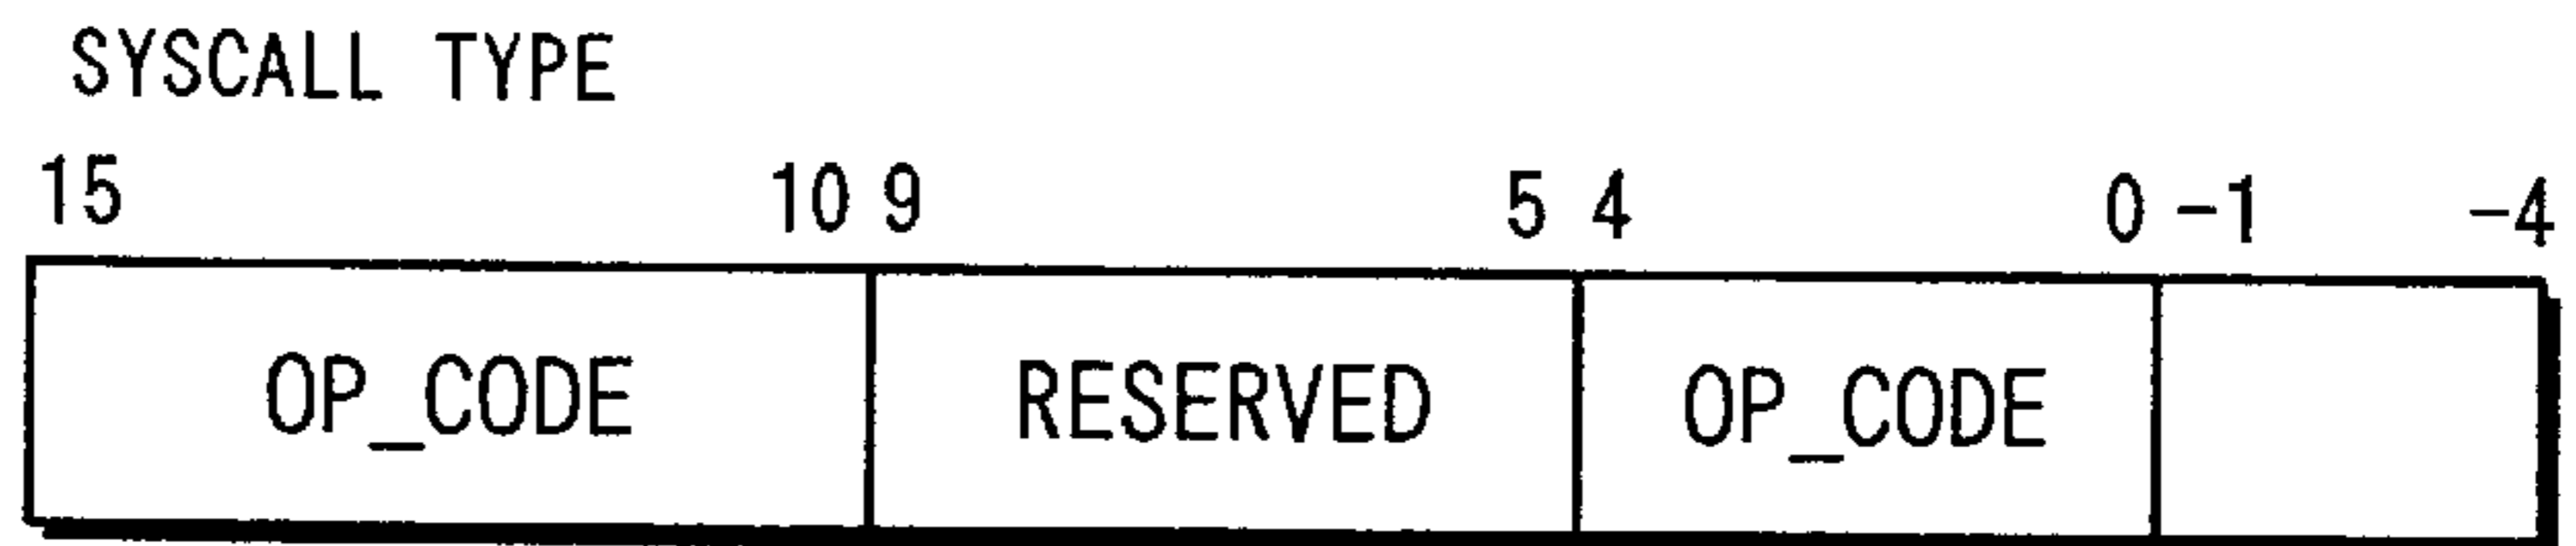 SYSCALL TYPE
15 10 9 5 4 0 -1 -4
OP_CODE RESERVED OP_CODE